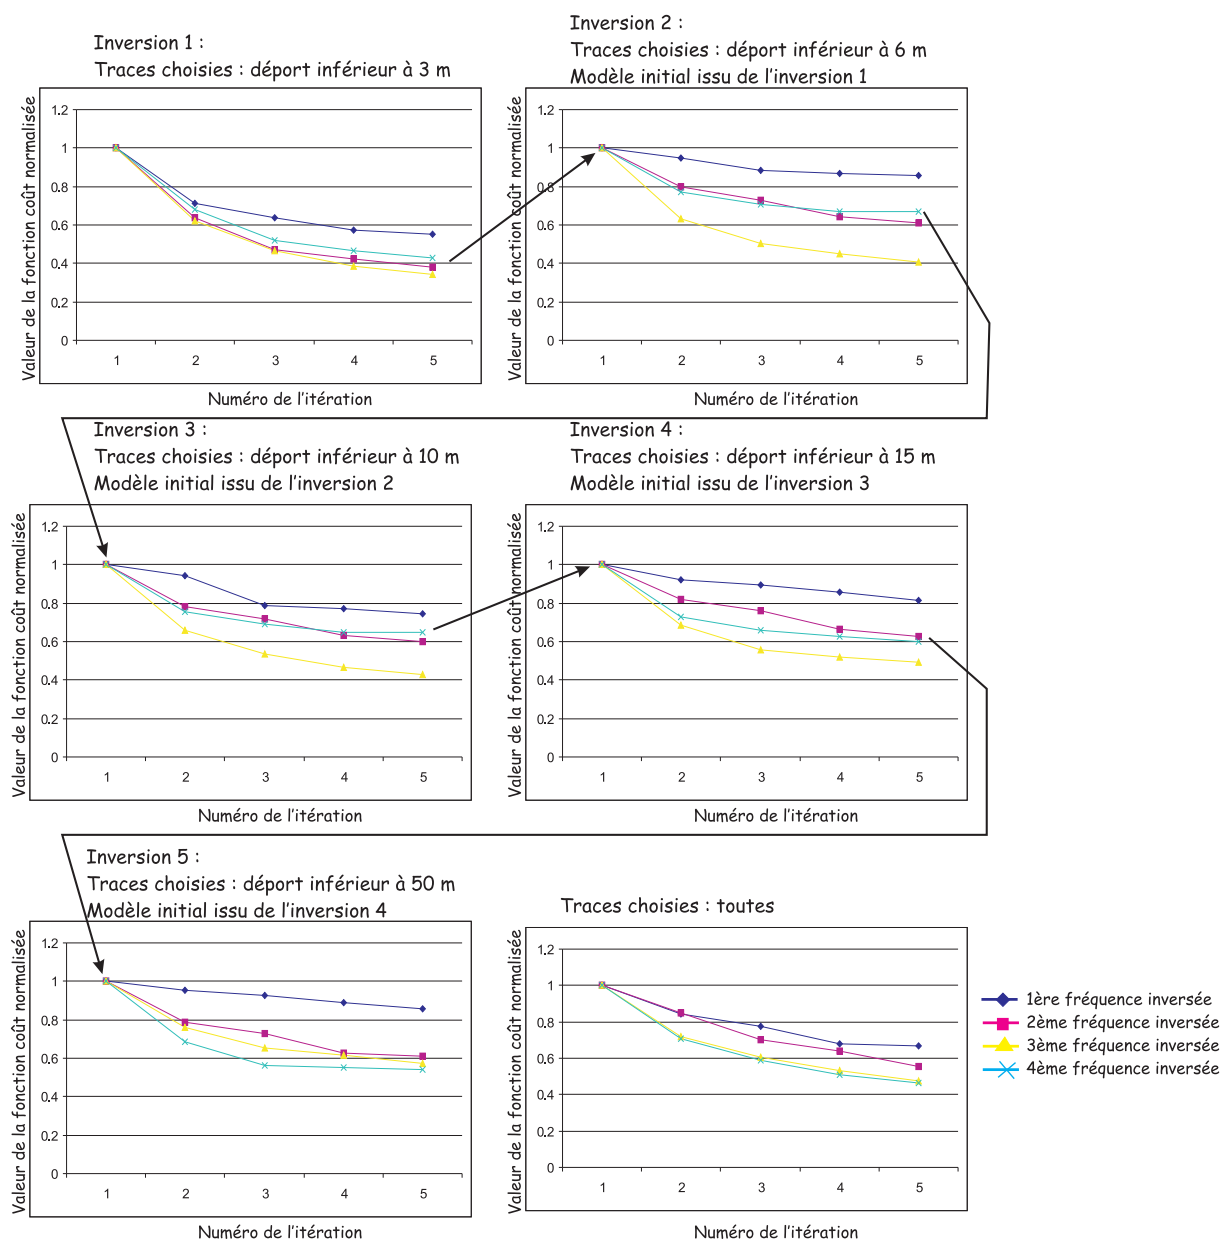 Inversion 1 :
Traces choisies : départ inférieur à 3 m
Valeur de la fonction coût normalisée
1.2
1
0.8
0.6
0.4
0.2
0
1 2 3 4 5
Numéro de l'itération
Inversion 2 :
Traces choisies : déport inférieur à 6 m
Modèle initial issu de l'inversion 1
Valeur de la fonction coût normalisée
1.2
1
0.8
0.6
0.4
0.2
0
1 2 3 4 5
Numéro de l'itération
Inversion 3 :
Traces choisies : déport inférieur à 10 m
Modèle initial issu de l'inversion 2
Valeur de la fonction coût normalisée
1.2
1
0.8
0.6
0.4
0.2
0
1 2 3 4 5
Numéro de l'itération
Inversion 4 :
Traces choisies : déport inférieur à 15 m
Modèle initial issu de l'inversion 3
Valeur de la fonction coût normalisée
1.2
1
0.8
0.6
0.4
0.2
0
1 2 3 4 5
Numéro de l'itération
Inversion 5 :
Traces choisies : déport inférieur à 50 m
Modèle initial issu de l'inversion 4
Valeur de la fonction coût normalisée
1.2
1
0.8
0.6
0.4
0.2
0
1 2 3 4 5
Numéro de l'itération
Traces choisies : toutes
Valeur de la fonction coût normalisée
1.2
1
0.8
0.6
0.4
0.2
0
1 2 3 4 5
Numéro de l'itération
1ère fréquence inversée
2ème fréquence inversée
3ème fréquence inversée
4ème fréquence inversée